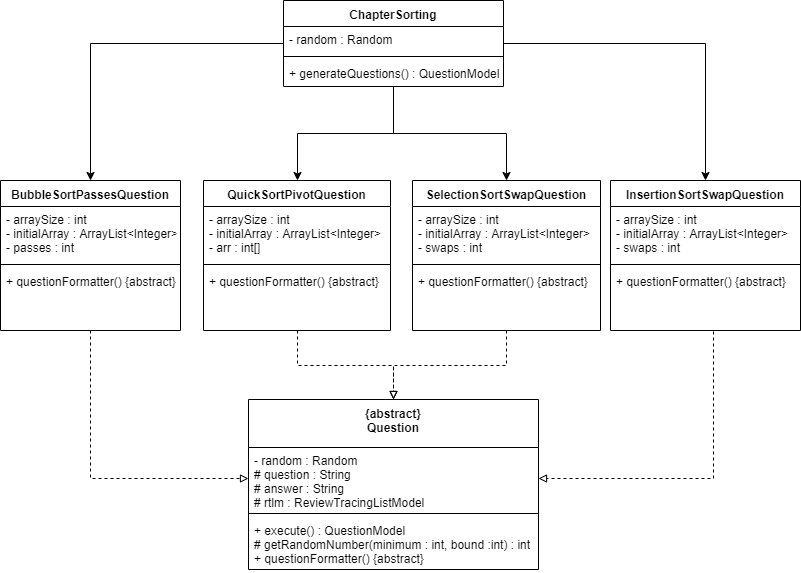 ChapterSorting
- random : Random
+ generateQuestions() : QuestionModel
BubbleSortPassesQuestion
- arraySize : int
- initialArray : ArrayList<Integer>
- passes : int
+ questionFormatter() {abstract}
QuickSortPivotQuestion
- arraySize : int
- initialArray : ArrayList<Integer>
- arr : int[]
+ questionFormatter() {abstract}
SelectionSortSwapQuestion
- arraySize : int
- initialArray : ArrayList<Integer>
- swaps : int
+ questionFormatter() {abstract}
InsertionSortSwapQuestion
- arraySize : int
- initialArray : ArrayList<Integer>
- swaps : int
+ questionFormatter() {abstract}
{abstract}
Question
- random : Random
# question : String
# answer : String
# rtlm : ReviewTracingListModel
+ execute() : QuestionModel
# getRandomNumber(minimum : int, bound :int) : int
+ questionFormatter() {abstract}